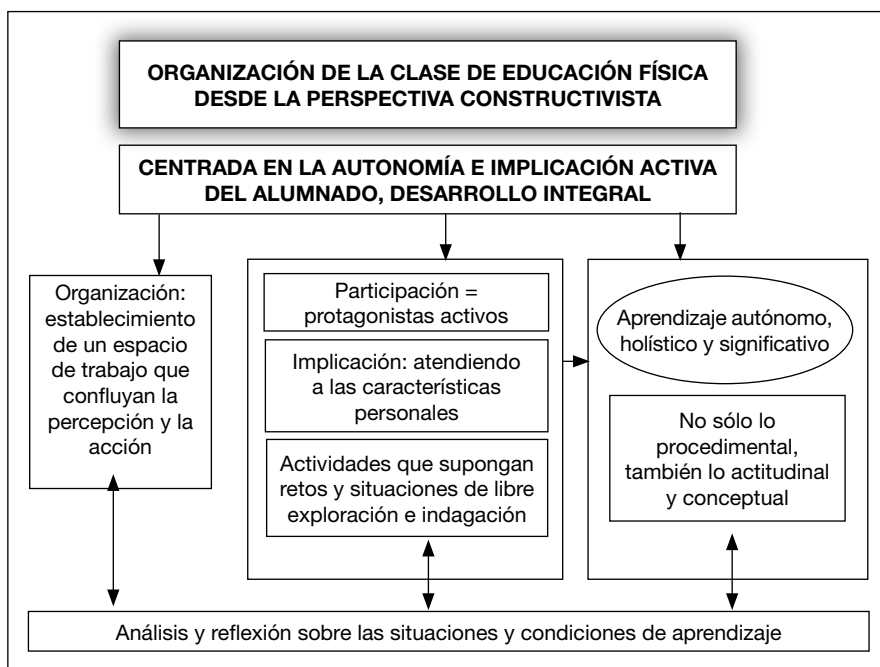 ORGANIZACIÓN DE LA CLASE DE EDUCACIÓN FÍSICA
DESDE LA PERSPECTIVA CONSTRUCTIVISTA
CENTRADA EN LA AUTONOMÍA E IMPLICACIÓN ACTIVA
DEL ALUMNADO, DESARROLLO INTEGRAL
Organización:
establecimiento
de un espacio
de trabajo que
confluyan la
percepción y la
acción
Participación =
protagonistas activos
Implicación: atendiendo
a las características
personales
Actividades que supongan
retos y situaciones de libre
exploración e indagación
Aprendizaje autónomo,
holístico y significativo
No sólo lo
procedimental,
también lo actitudinal
y conceptual
Análisis y reflexión sobre las situaciones y condiciones de aprendizaje